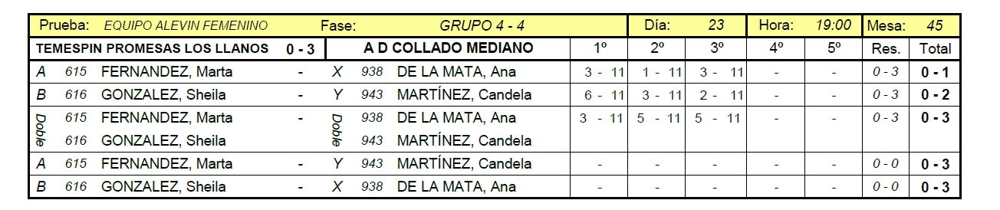 Prueba: EQUIPO ALEVIN FEMENINO Fase: GRUPO 4 - 4 Día: 23 Hora: 19:00 Mesa: 45
TEMESPIN PROMESAS LOS LLANOS 0 - 3 A D COLLADO MEDIANO 1º 2º 3º 4º 5º Res. Total
A 615 FERNANDEZ, Marta - X 938 DE LA MATA, Ana 3 - 11 1 - 11 3 - 11 - - 0 - 3 0 - 1
B 616 GONZALEZ, Sheila - Y 943 MARTÍNEZ, Candela 6 - 11 3 - 11 2 - 11 - - 0 - 3 0 - 2
Doble 615 FERNANDEZ, Marta - Doble 938 DE LA MATA, Ana 3 - 11 5 - 11 5 - 11 - - 0 - 3 0 - 3
616 GONZALEZ, Sheila 943 MARTÍNEZ, Candela
A 615 FERNANDEZ, Marta - Y 943 MARTÍNEZ, Candela - - - - - 0 - 0 0 - 3
B 616 GONZALEZ, Sheila - X 938 DE LA MATA, Ana - - - - - 0 - 0 0 - 3